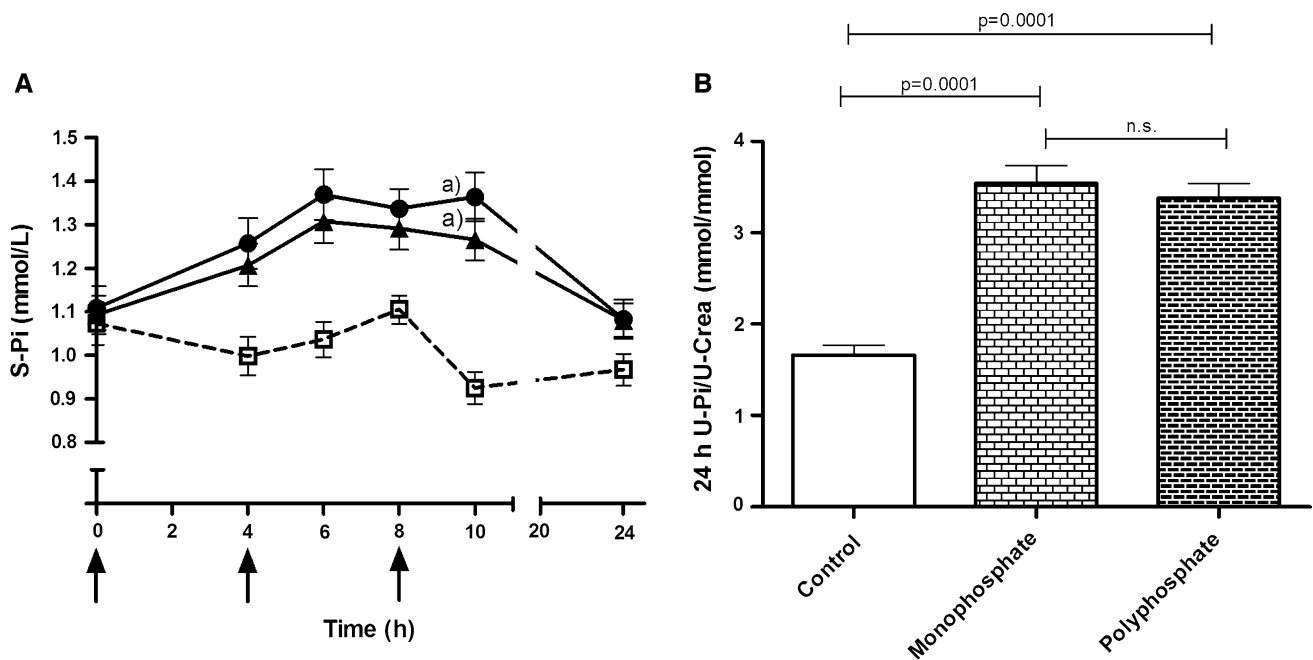 A
S-Pi (mmol/L)
1.5
1.4
1.3
1.2
1.1
1.0
0.9
0.8
a)
a)
0 2 4 6 8 10 20 24
Time (h)
B
p=0.0001
p=0.0001
n.s.
24 h U-Pi/U-Crea (mmol/mmol)
4
3
2
1
0
Control
Monophosphate
Polyphosphate